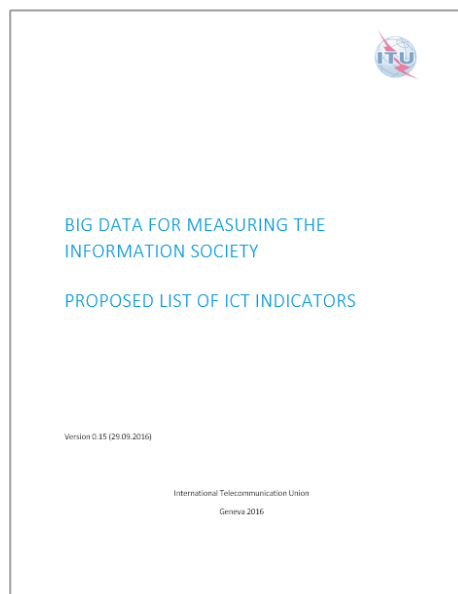 ITU
BIG DATA FOR MEASURING THE
INFORMATION SOCIETY
PROPOSED LIST OF ICT INDICATORS
Version 0.15 (29.09.2016)
International Telecommunication Union
Geneva 2016